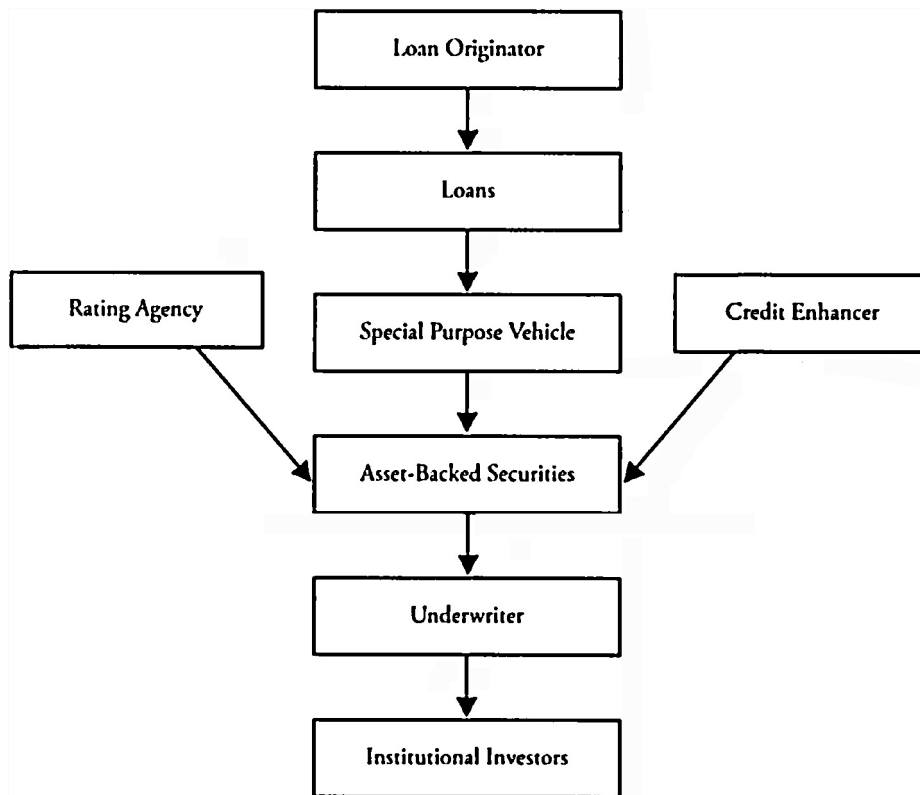 Loan Originator
Loans
Rating Agency
Special Purpose Vehicle
Credit Enhancer
Asset-Backed Securities
Underwriter
Institutional Investors